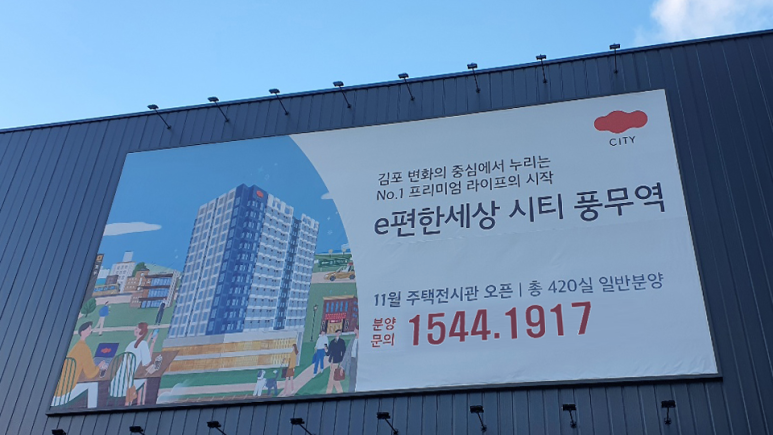 CITY
김포 변화의 중심에서 누리는
No.1 프리미엄 라이프의 시작
e편한세상 시티 풍무역
11월 주택전시관 오픈 | 총 420실 일반분양
분양
문의 1544.1917